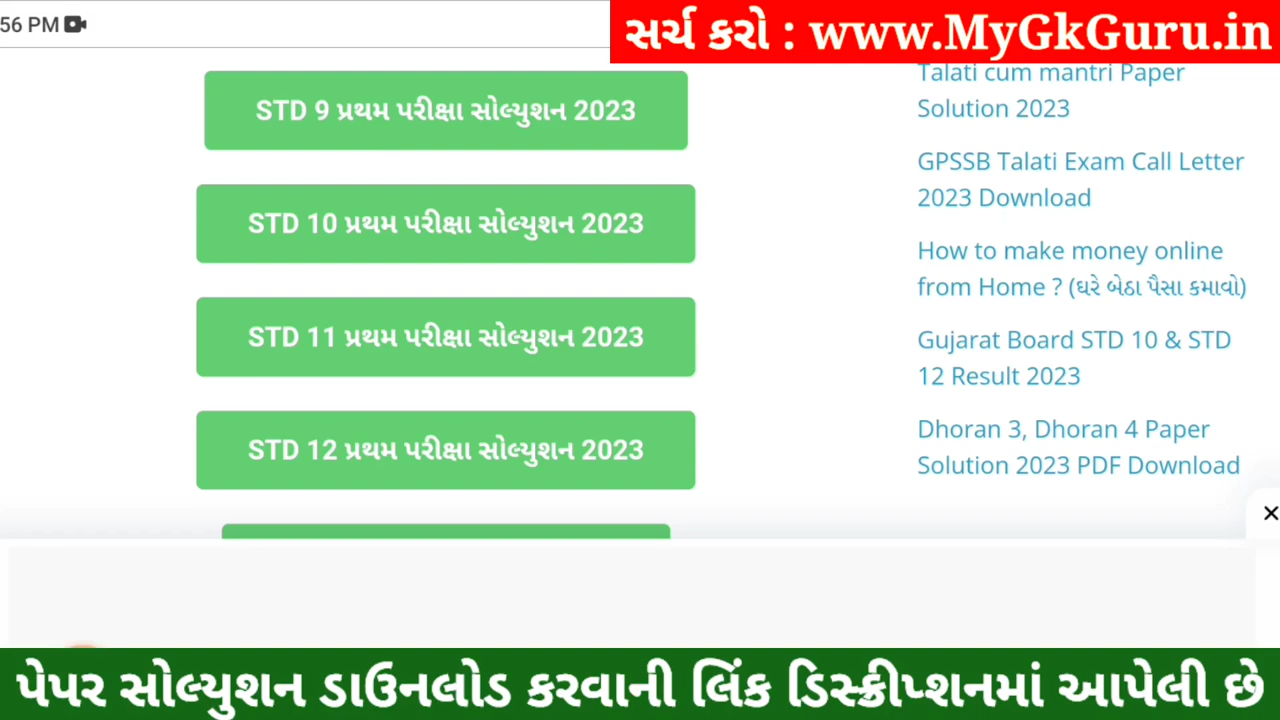 56 PM
સર્ચ કરો : www.MyGkGuru.in
STD 9 પ્રથમ પરીક્ષા સોલ્યુશન 2023
STD 10 પ્રથમ પરીક્ષા સોલ્યુશન 2023
STD 11 પ્રથમ પરીક્ષા સોલ્યુશન 2023
STD 12 પ્રથમ પરીક્ષા સોલ્યુશન 2023
Talati cum mantri Paper
Solution 2023
GPSSB Talati Exam Call Letter
2023 Download
How to make money online
from Home ? (ઘરે બેઠા પૈસા કમાવો)
Gujarat Board STD 10 & STD
12 Result 2023
Dhoran 3, Dhoran 4 Paper
Solution 2023 PDF Download
પેપર સોલ્યુશન ડાઉનલોડ કરવાની લિંક ડિસ્ક્રીપ્શનમાં આપેલી છે